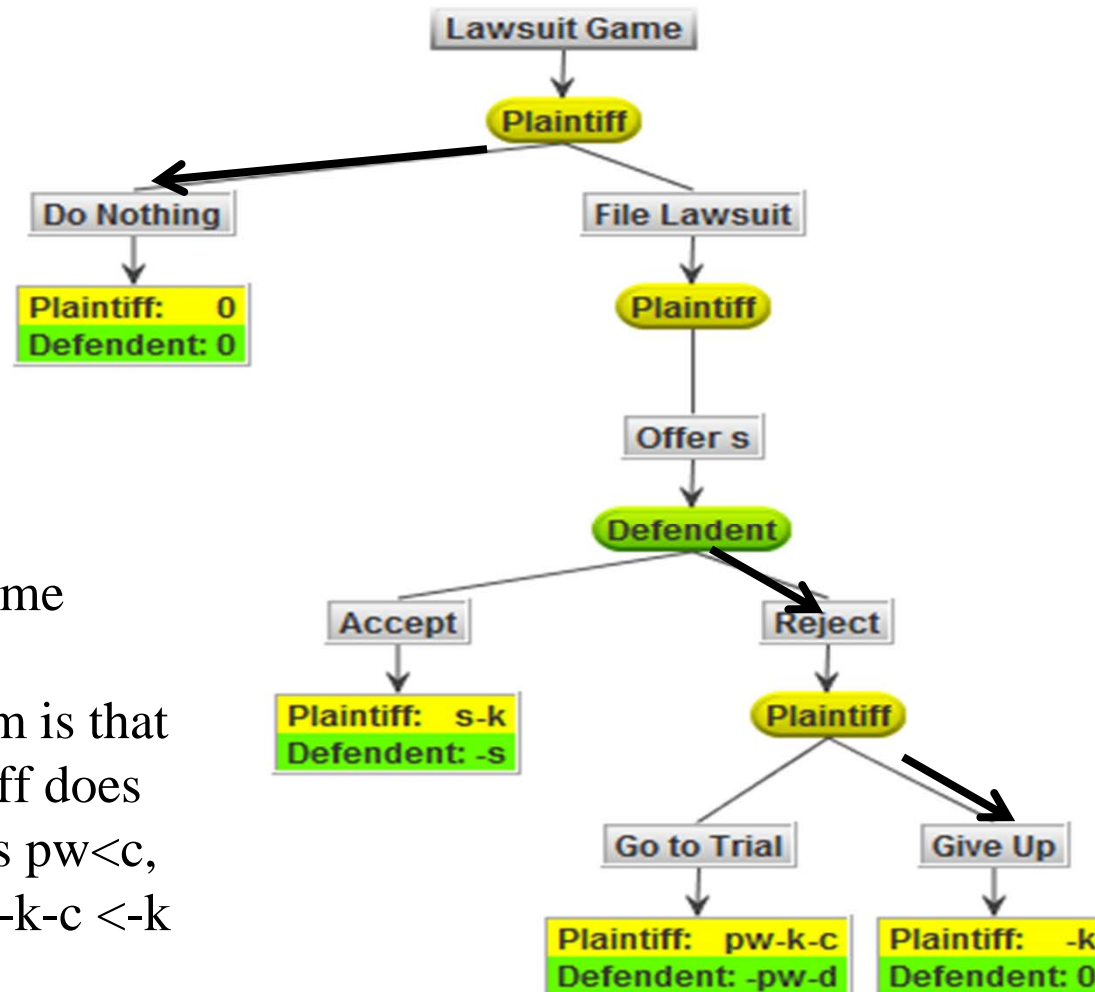 Lawsuit Game
Plaintiff
Do Nothing
File Lawsuit
Plaintiff: 0
Defendent: 0
Plaintiff
Offer s
Defendent
me
Accept
Reject
m is that
Plaintiff: s-k
Defendent: -s
Plaintiff
ff does
s pw<c,
-k-c <-k
Go to Trial
Give Up
Plaintiff: pw-k-c
Defendent: -pw-d
Plaintiff: -k
Defendent: 0